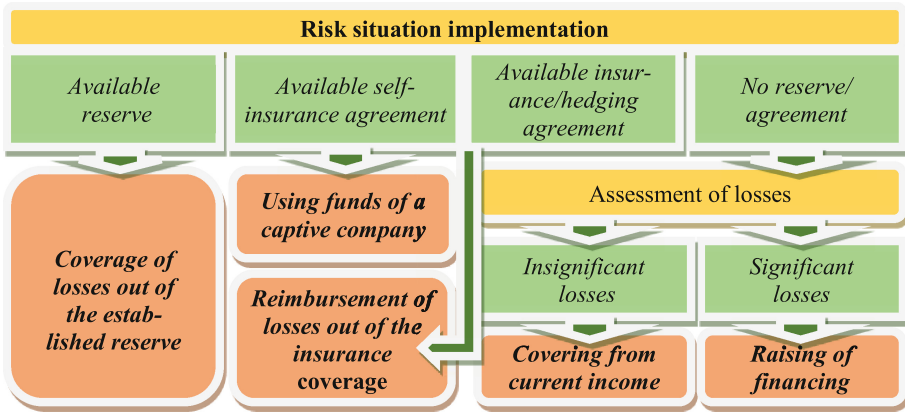 Risk situation implementation
Available
reserve
Available self-
insurance agreement
Available insur-
ance/hedging
agreement
No reserve/
agreement
Coverage of
losses out of
the estab-
lished reserve
Using funds of a
captive company
Reimbursement of
losses out of the
insurance
coverage
Assessment of losses
Insignificant
losses
Significant
losses
Covering from
current income
Raising of
financing